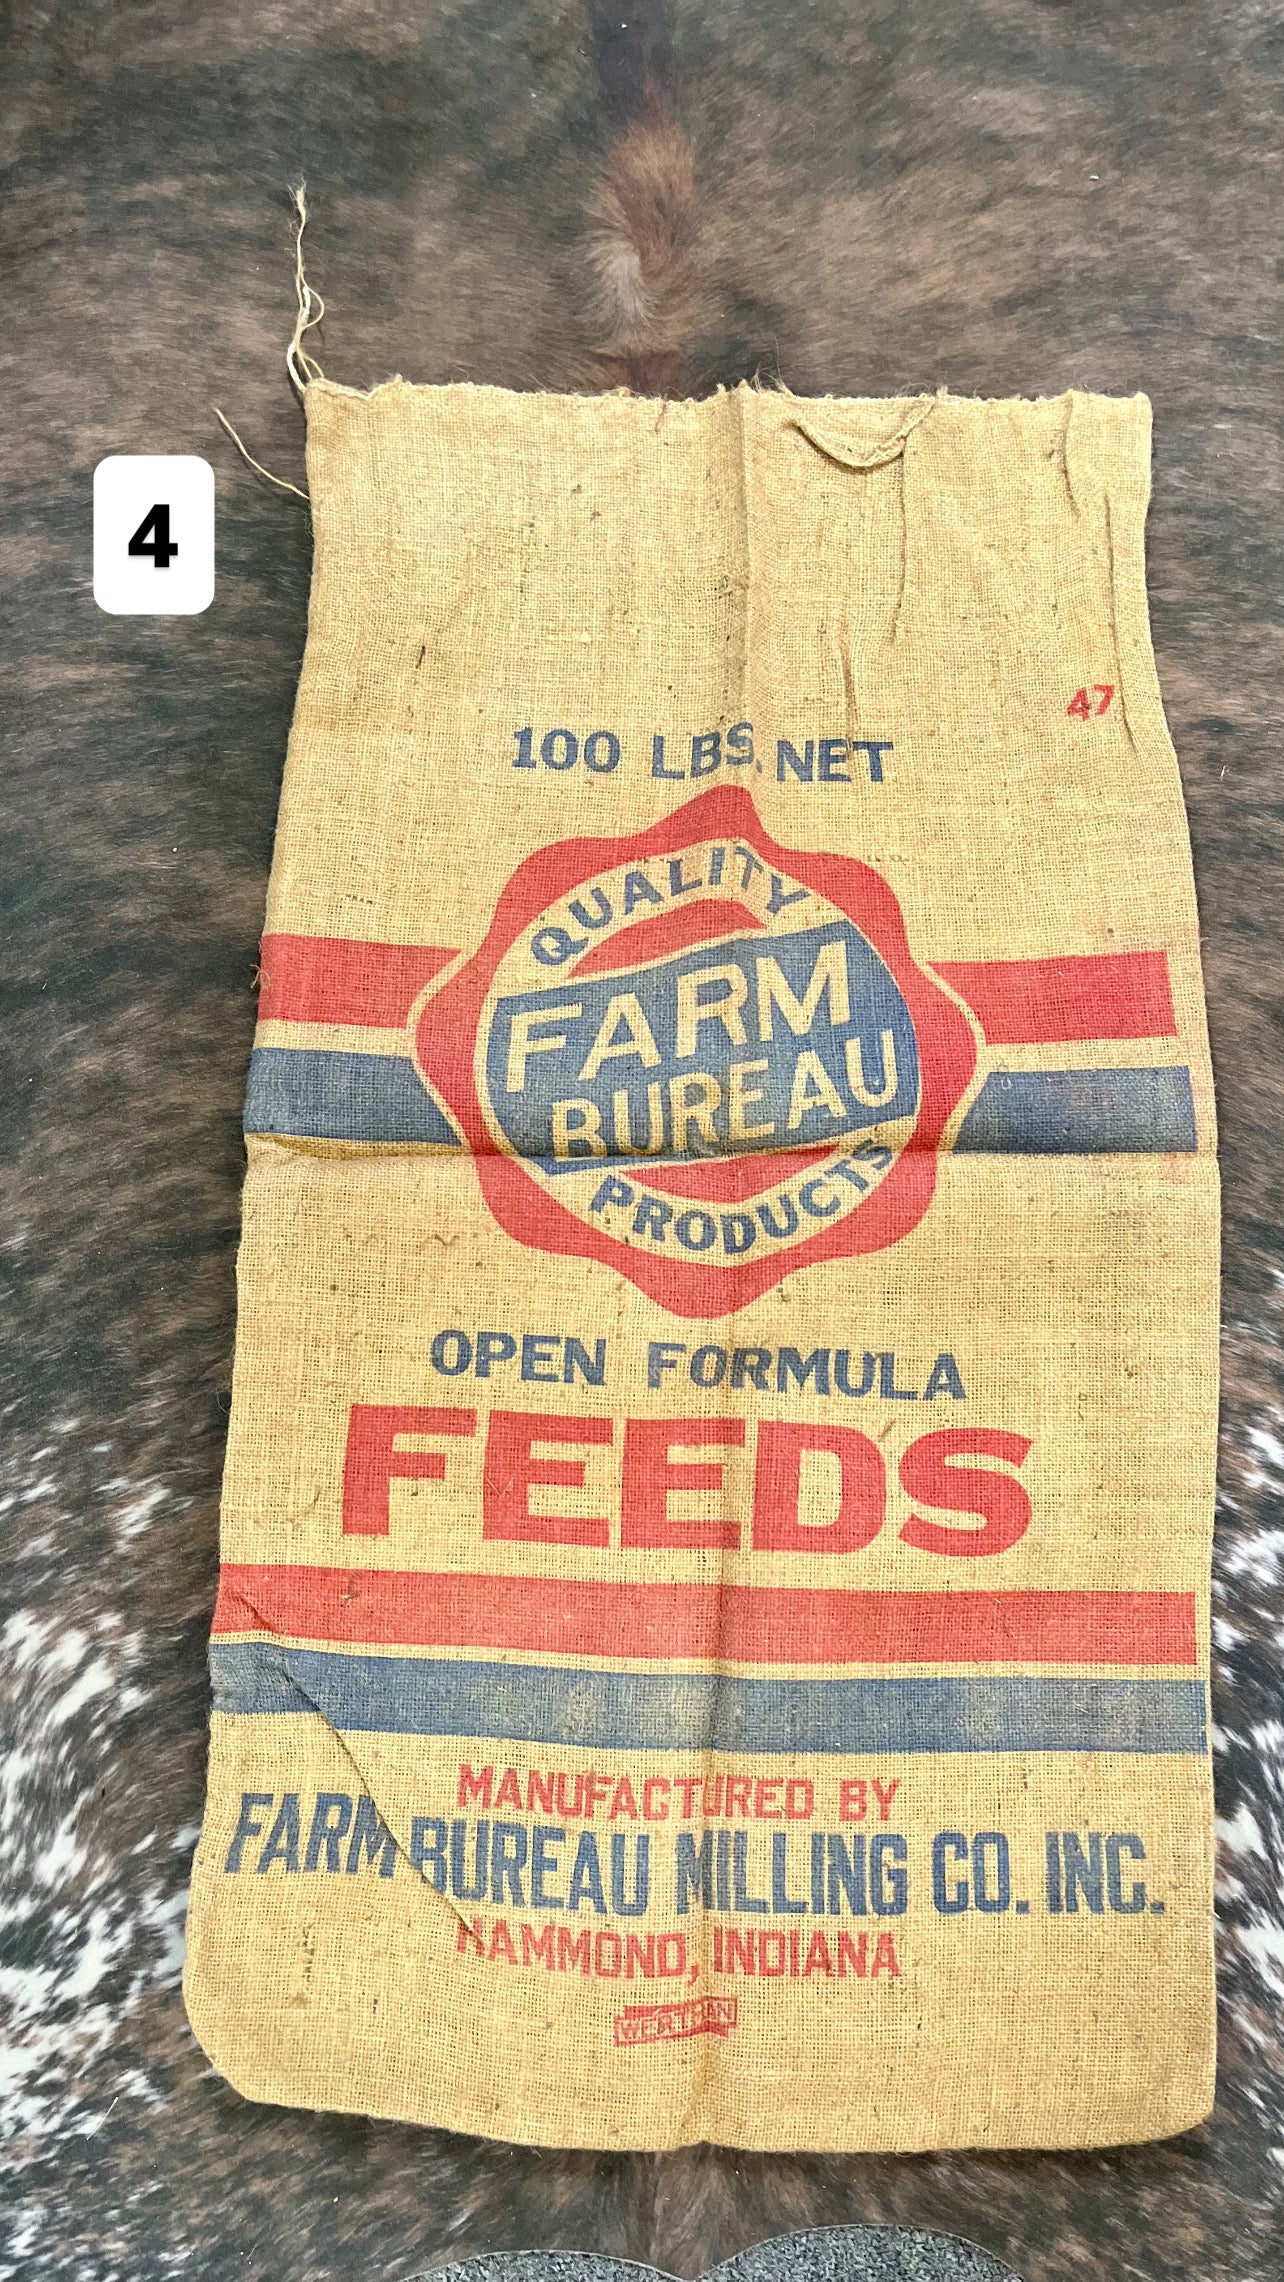 4
47
100 LBS. NET
QUALITY
FARM
BUREAU
PRODUCTS
OPEN FORMULA
FEEDS
MANUFACTURED BY
FARM BUREAU MILLING CO. INC.
HAMMOND, INDIANA
WERTHAN